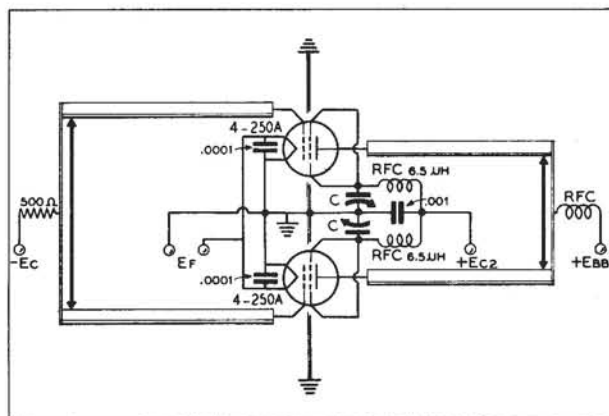 4-250A
.0001
RFC 6.5 µH
500Ω
C
.001
RFC
C
-EC
EF
RFC 6.5 µH
+EC2
+EBB
.0001
4-250A